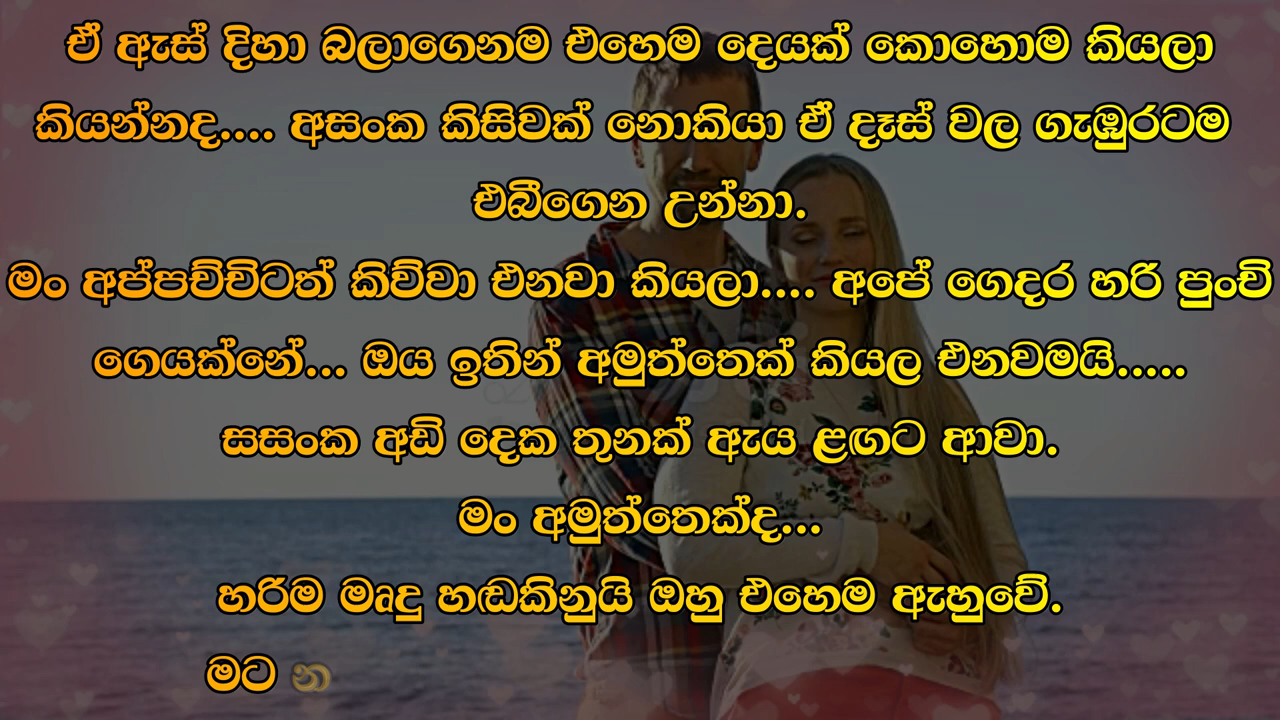 ඒ ඇස් දිහා බලාගෙනම එහෙම දෙයක් කොහොම කියලා
කියන්නද.... අසංක කිසිවක් නොකියා ඒ දෑස් වල ගැඹුරටම
එබීගෙන උන්නා.
මං අප්පච්චිටත් කිව්වා එනවා කියලා.... අපේ ගෙදර හරි පුංචි
ගෙයක්නේ... ඔය ඉතින් අමුත්තෙක් කියල එනවමයි.....
සසංක අඩි දෙක තුනක් ඇය ළඟට ආවා.
මං අමුත්තෙක්ද...
හරිම මෘදු හඬකිනුයි ඔහු එහෙම ඇහුවේ.
මට න